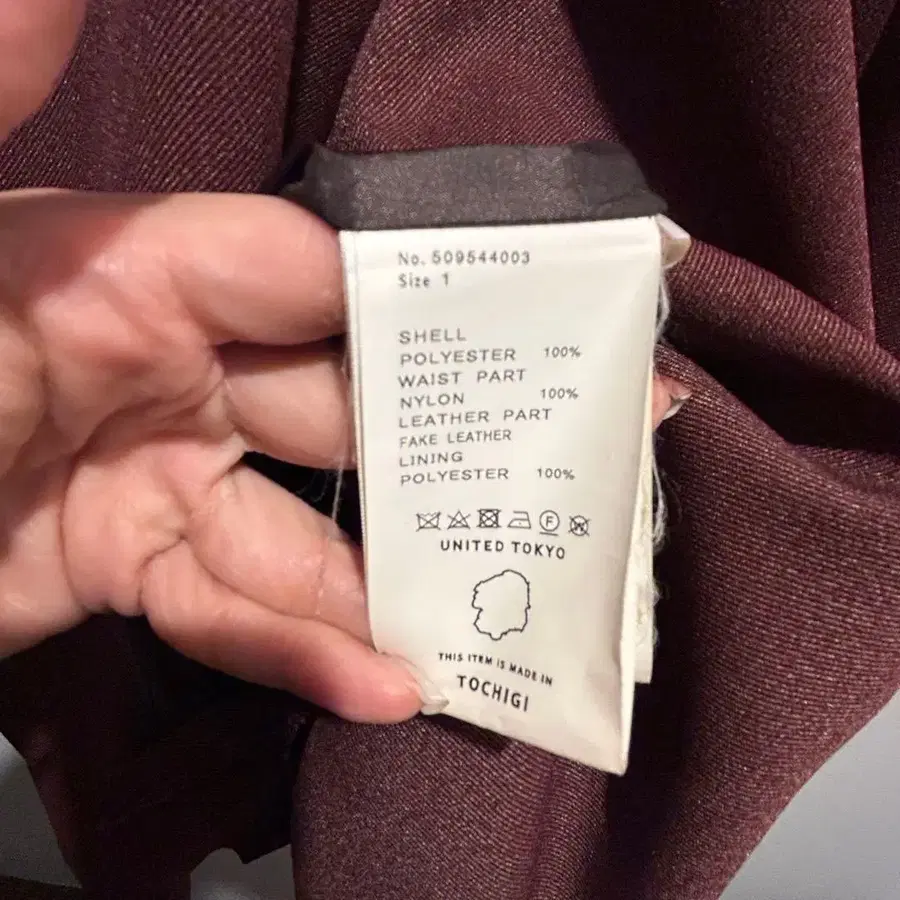 No. 509544003
Size 1
SHELL
POLYESTER 100%
WAIST PART
NYLON 100%
LEATHER PART
FAKE LEATHER
LINING
POLYESTER 100%
F W
UNITED TOKYO
THIS ITEM IS MADE IN
TOCHIGI